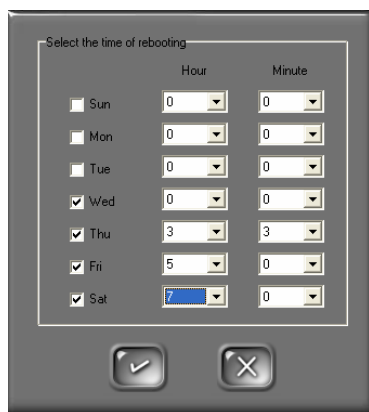 Select the time of rebooting
Hour Minute
Sun 0 0
Mon 0 0
Tue 0 0
Wed 0 0
Thu 3 3
Fri 5 0
Sat 7 0